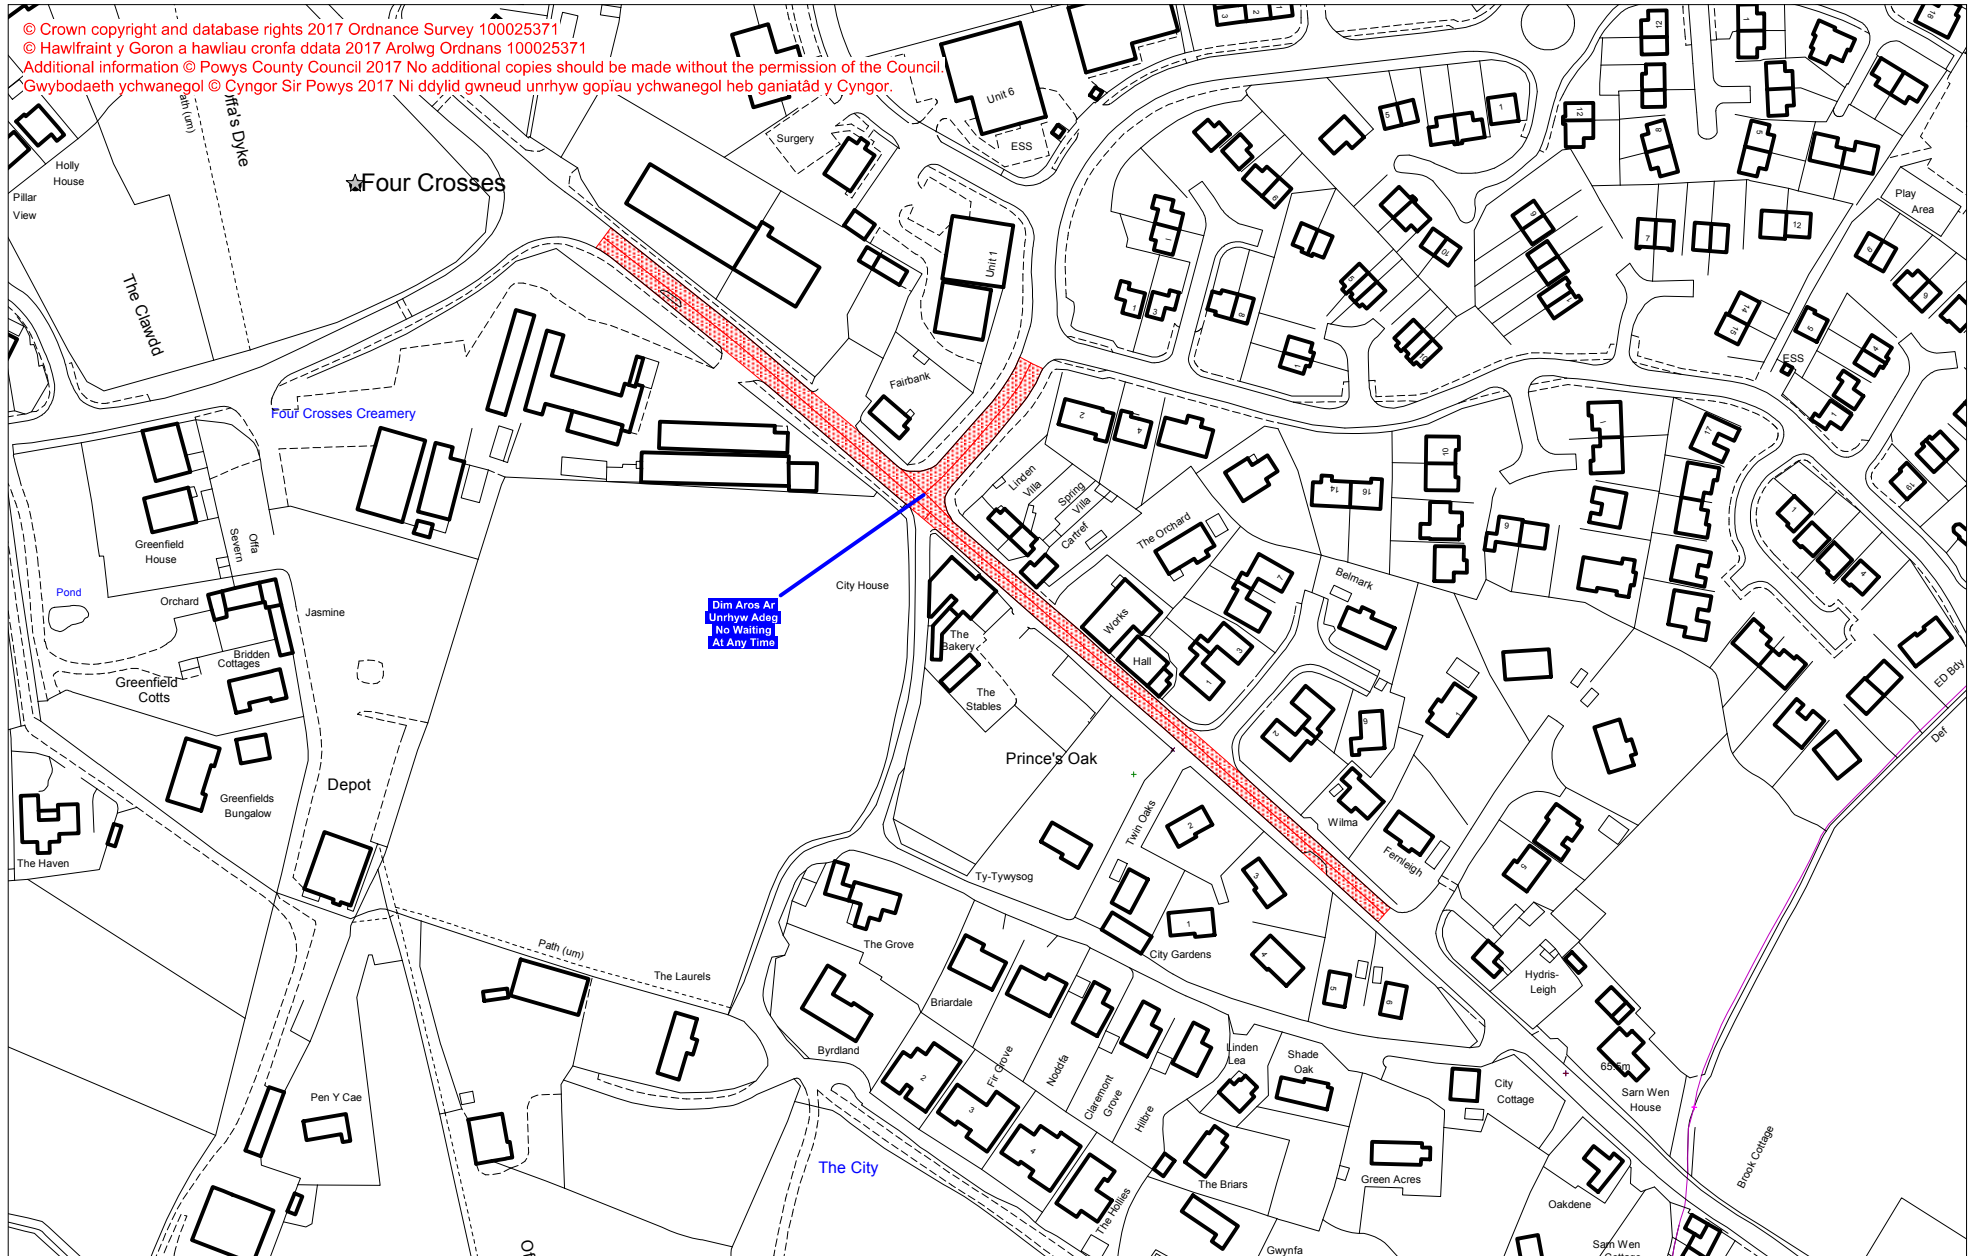 © Crown copyright and database rights 2017 Ordnance Survey 100025371
© Hawlfraint y Goron a hawliau cronfa ddata 2017 Arolwg Ordnans 100025371
Additional information © Powys County Council 2017 No additional copies should be made without the permission of the Council.
Gwybodaeth ychwanegol © Cyngor Sir Powys 2017 Ni ddylid gwneud unrhyw gopïau ychwanegol heb ganiatâd y Cyngor.
Path (um)
Offa's Dyke
Holly
House
Pillar
View
Four Crosses
The Clawdd
Surgery
Unit 6
ESS
Unit 1
Fairbank
Play
Area
ESS
Four Crosses Creamery
Greenfield
House
Severn
Offa
Pond
Orchard
Jasmine
Bridden
Cottages
Greenfield
Cotts
Greenfields
Bungalow
Depot
The Haven
City House
Dim Aros Ar
Unrhyw Adeg
No Waiting
At Any Time
The
Bakery
The
Stables
Linden
Villa
Spring
Villa
Cartref
The Orchard
Works
Hall
Belmark
Prince's Oak
Twin Oaks
Wilma
Fernleigh
Ty-Tywysog
City Gardens
ED Bdy
Def
Path (um)
The Laurels
The Grove
Briardale
Byrdland
Fir Grove
Noddfa
Claremont
Grove
Hilbre
Linden
Lea
Shade
Oak
Hydris-
Leigh
City
Cottage
Sarn Wen
House
Brook Cottage
Pen Y Cae
The City
The Briars
The Hollies
Green Acres
Oakdene
Gwynfa
Sarn Wen
Cottage